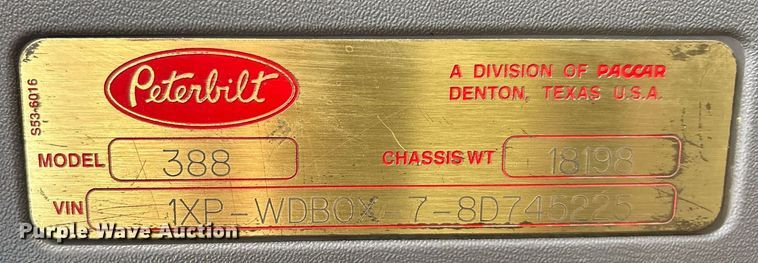 Peterbilt
A DIVISION OF PACCAR
DENTON, TEXAS U.S.A.
S53-6016
MODEL 388
CHASSIS WT 18198
VIN 1XP-WDB0X-7-8D745225
Purple Wave Auction